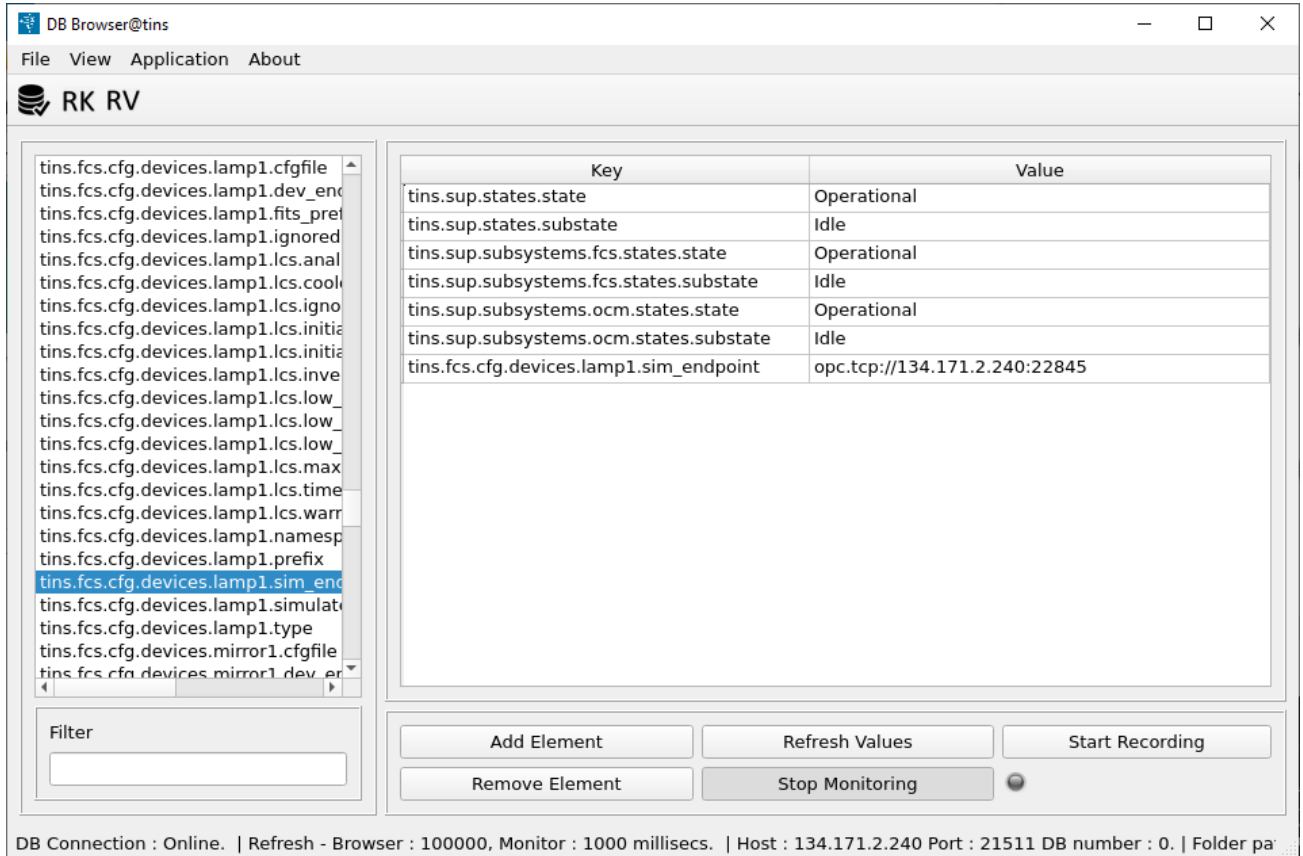 DB Browser@tins
File View Application About
RK RV
tins.fcs.cfg.devices.lamp1.cfgfile
tins.fcs.cfg.devices.lamp1.dev_end
tins.fcs.cfg.devices.lamp1.fits_pref
tins.fcs.cfg.devices.lamp1.ignored
tins.fcs.cfg.devices.lamp1.lcs.anal
tins.fcs.cfg.devices.lamp1.lcs.cool
tins.fcs.cfg.devices.lamp1.lcs.igno
tins.fcs.cfg.devices.lamp1.lcs.initia
tins.fcs.cfg.devices.lamp1.lcs.initia
tins.fcs.cfg.devices.lamp1.lcs.inve
tins.fcs.cfg.devices.lamp1.lcs.low_
tins.fcs.cfg.devices.lamp1.lcs.low_
tins.fcs.cfg.devices.lamp1.lcs.low_
tins.fcs.cfg.devices.lamp1.lcs.max
tins.fcs.cfg.devices.lamp1.lcs.time
tins.fcs.cfg.devices.lamp1.lcs.warr
tins.fcs.cfg.devices.lamp1.namesp
tins.fcs.cfg.devices.lamp1.prefix
tins.fcs.cfg.devices.lamp1.sim_end
tins.fcs.cfg.devices.lamp1.simulate
tins.fcs.cfg.devices.lamp1.type
tins.fcs.cfg.devices.mirror1.cfgfile
tins.fcs.cfg.devices.mirror1.dev_er
Filter
Key Value
tins.sup.states.state Operational
tins.sup.states.substate Idle
tins.sup.subsystems.fcs.states.state Operational
tins.sup.subsystems.fcs.states.substate Idle
tins.sup.subsystems.ocm.states.state Operational
tins.sup.subsystems.ocm.states.substate Idle
tins.fcs.cfg.devices.lamp1.sim_endpoint opc.tcp://134.171.2.240:22845
Add Element Refresh Values Start Recording
Remove Element Stop Monitoring
DB Connection : Online. | Refresh - Browser : 100000, Monitor : 1000 millisecs. | Host : 134.171.2.240 Port : 21511 DB number : 0. | Folder pa